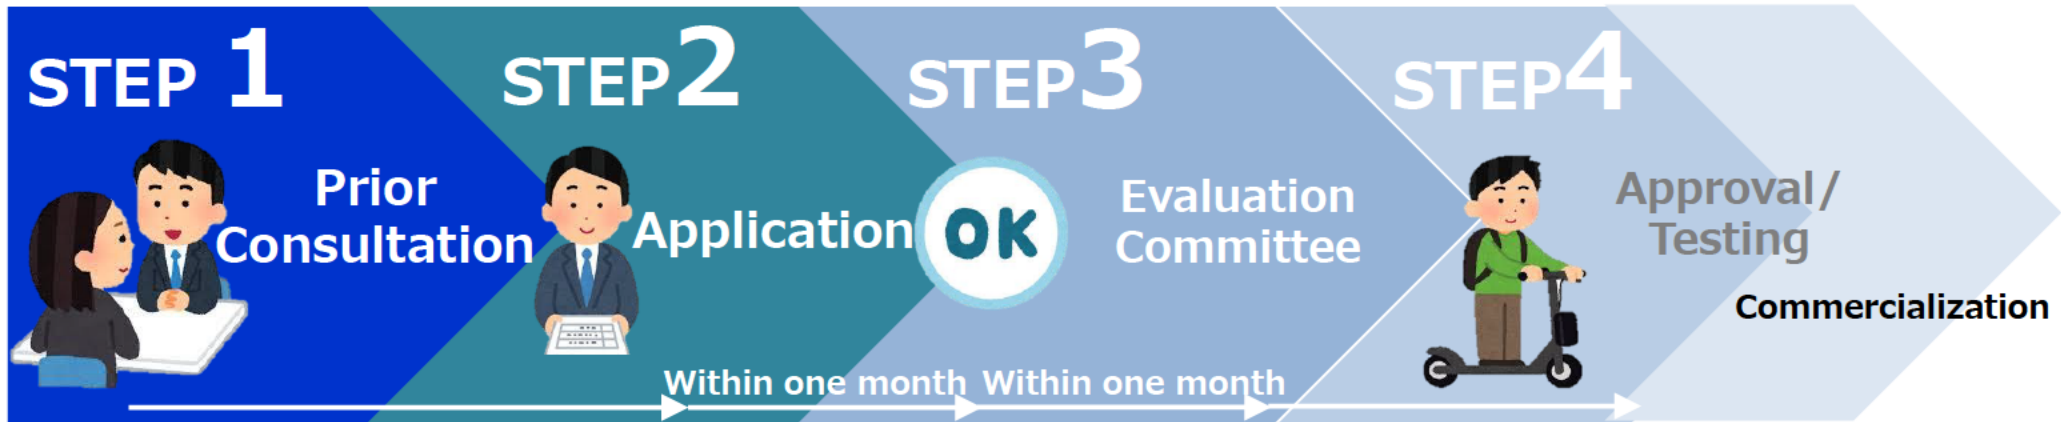 STEP 1
Prior
Consultation
STEP2
Application
OK
STEP3
Evaluation
Committee
STEP4
Approval/
Testing
Commercialization
Within one month
Within one month